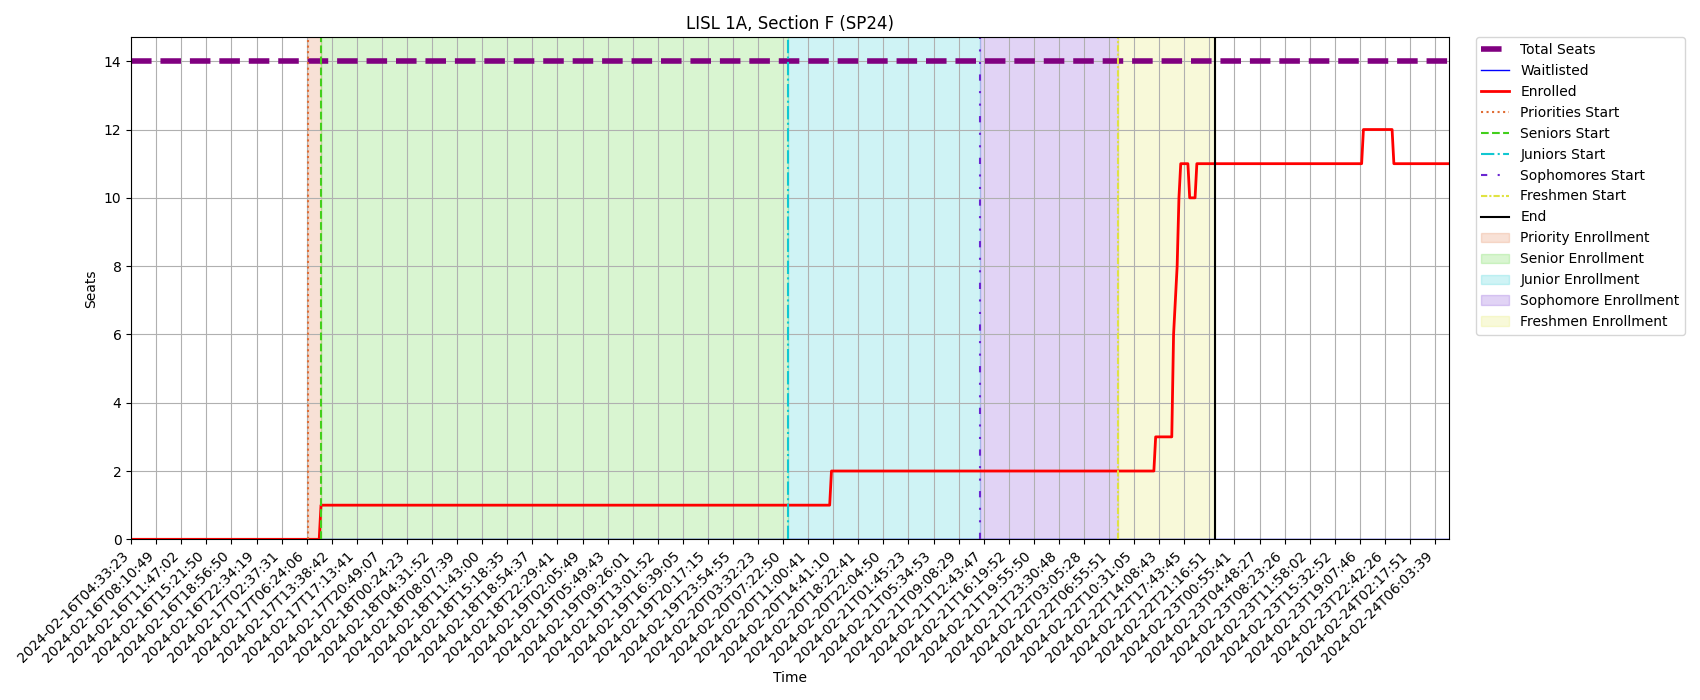 LISL 1A, Section F (SP24)
Total Seats
Waitlisted
Enrolled
Priorities Start
Seniors Start
Juniors Start
Sophomores Start
Freshmen Start
End
Priority Enrollment
Senior Enrollment
Junior Enrollment
Sophomore Enrollment
Freshmen Enrollment
Seats
14
12
10
8
6
4
2
0
2024-02-16T04:33:23
2024-02-16T08:10:49
2024-02-16T11:47:02
2024-02-16T15:21:50
2024-02-16T18:56:50
2024-02-16T22:34:19
2024-02-17T02:37:31
2024-02-17T06:24:06
2024-02-17T13:38:42
2024-02-17T17:13:41
2024-02-17T20:49:07
2024-02-18T00:24:23
2024-02-18T04:31:52
2024-02-18T08:07:39
2024-02-18T11:43:00
2024-02-18T15:18:35
2024-02-18T18:54:37
2024-02-18T22:29:41
2024-02-19T02:05:49
2024-02-19T05:49:43
2024-02-19T09:26:01
2024-02-19T13:01:52
2024-02-19T16:39:05
2024-02-19T20:17:15
2024-02-19T23:54:55
2024-02-20T03:32:23
2024-02-20T07:22:50
2024-02-20T11:00:41
2024-02-20T14:41:10
2024-02-20T18:22:41
2024-02-20T22:04:50
2024-02-21T01:45:23
2024-02-21T05:34:53
2024-02-21T09:08:29
2024-02-21T12:43:47
2024-02-21T16:19:52
2024-02-21T19:55:50
2024-02-21T23:30:48
2024-02-22T03:05:28
2024-02-22T06:55:51
2024-02-22T10:31:05
2024-02-22T14:08:43
2024-02-22T17:43:45
2024-02-22T21:16:51
2024-02-23T00:55:41
2024-02-23T04:48:27
2024-02-23T08:23:26
2024-02-23T11:58:02
2024-02-23T15:32:52
2024-02-23T19:07:46
2024-02-23T22:42:26
2024-02-24T02:17:51
2024-02-24T06:03:39
Time